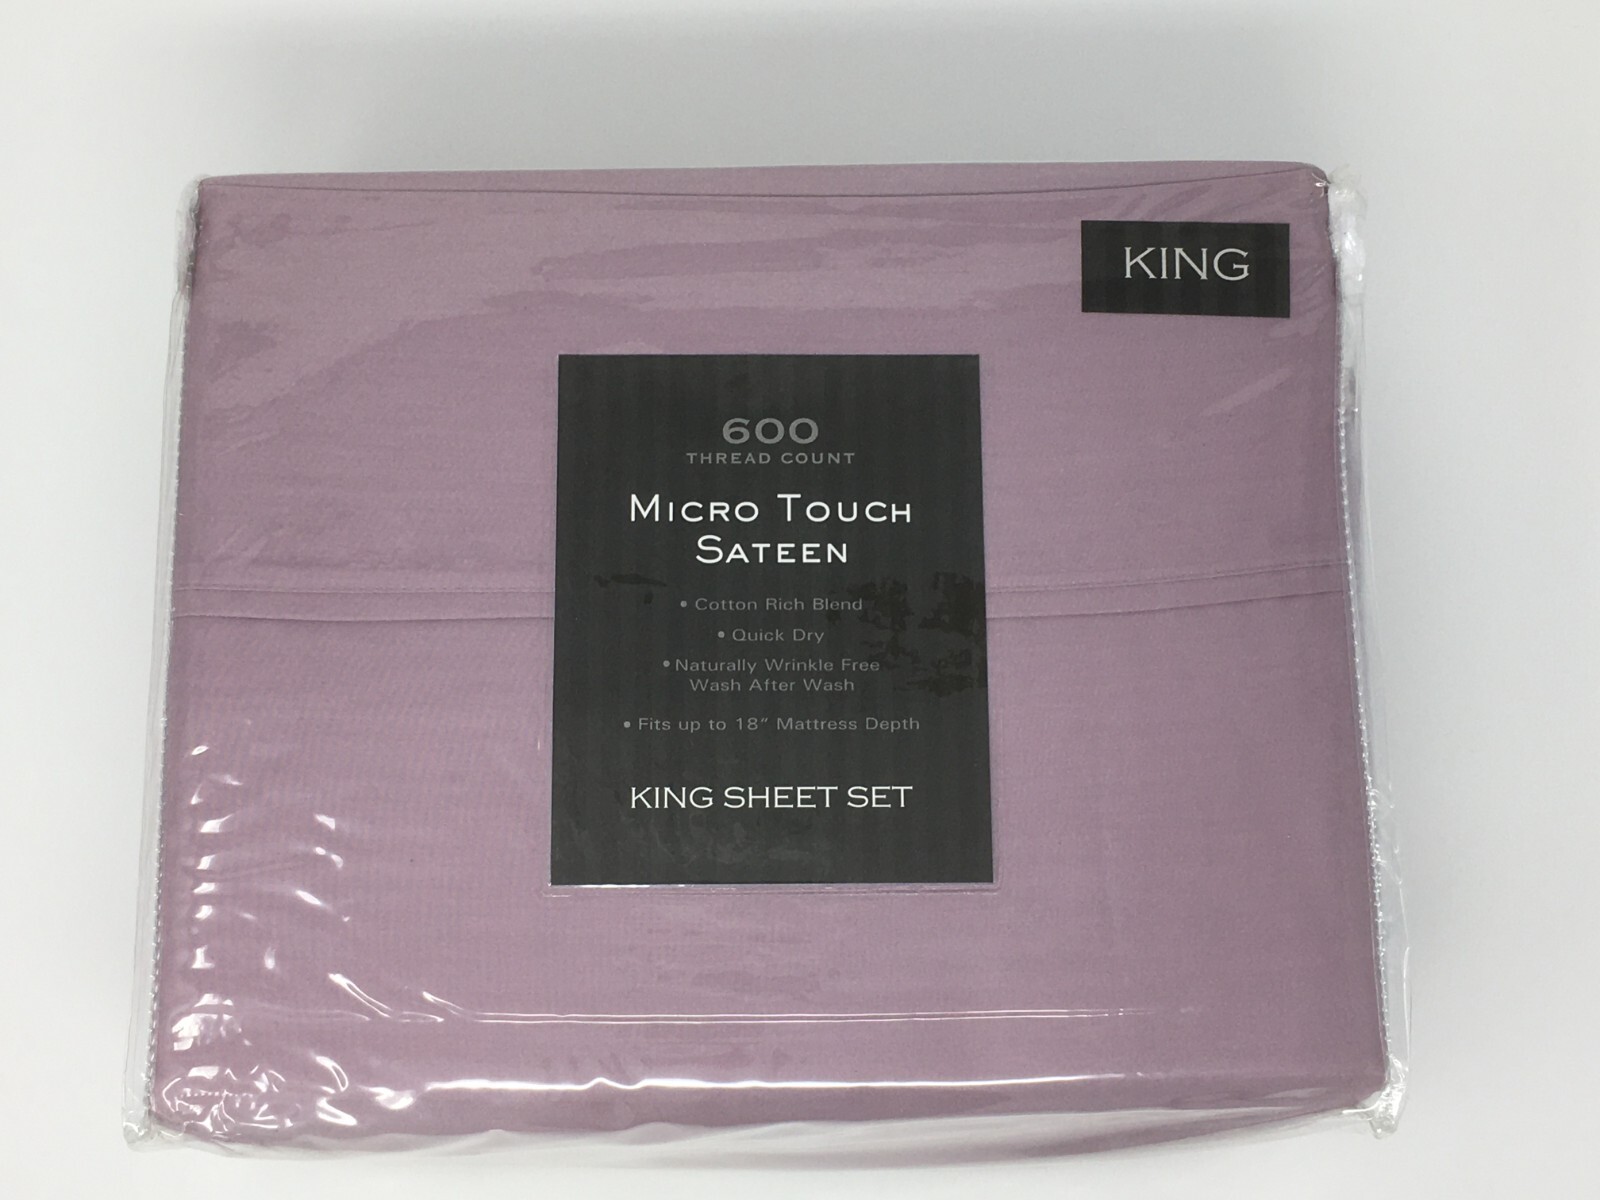 KING
600
THREAD COUNT
MICRO TOUCH
SATEEN
• Cotton Rich Blend
• Quick Dry
• Naturally Wrinkle Free
Wash After Wash
• Fits up to 18" Mattress Depth
KING SHEET SET